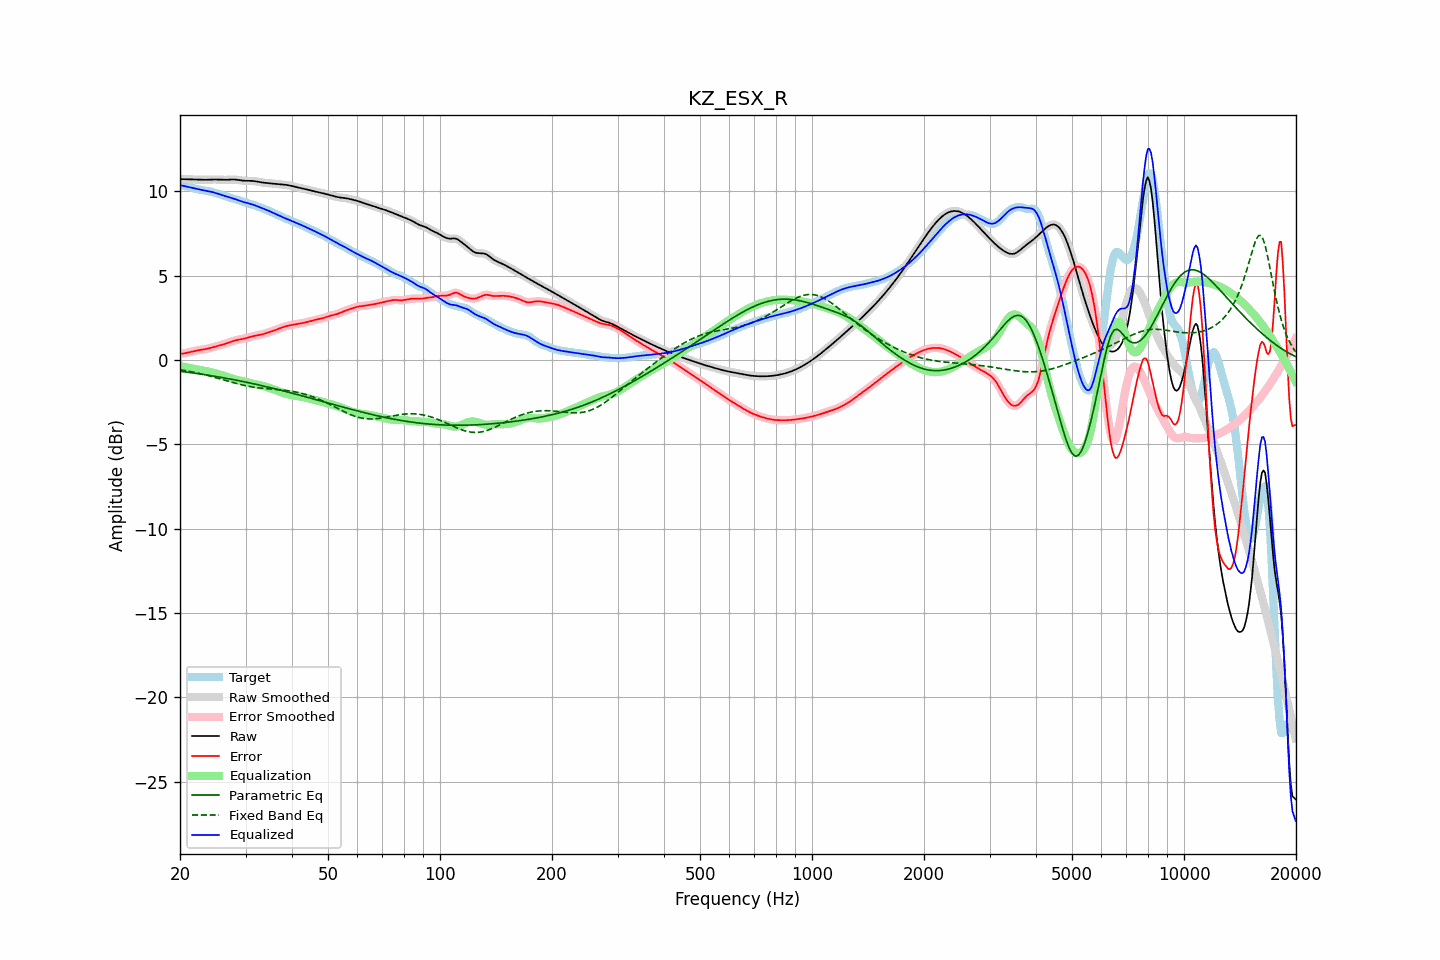 KZ_ESX_R
Amplitude (dBr)
10
5
0
−5
−10
−15
−20
−25
Target
Raw Smoothed
Error Smoothed
Raw
Error
Equalization
Parametric Eq
Fixed Band Eq
Equalized
20 50 100 200 500 1000 2000 5000 10000 20000
Frequency (Hz)